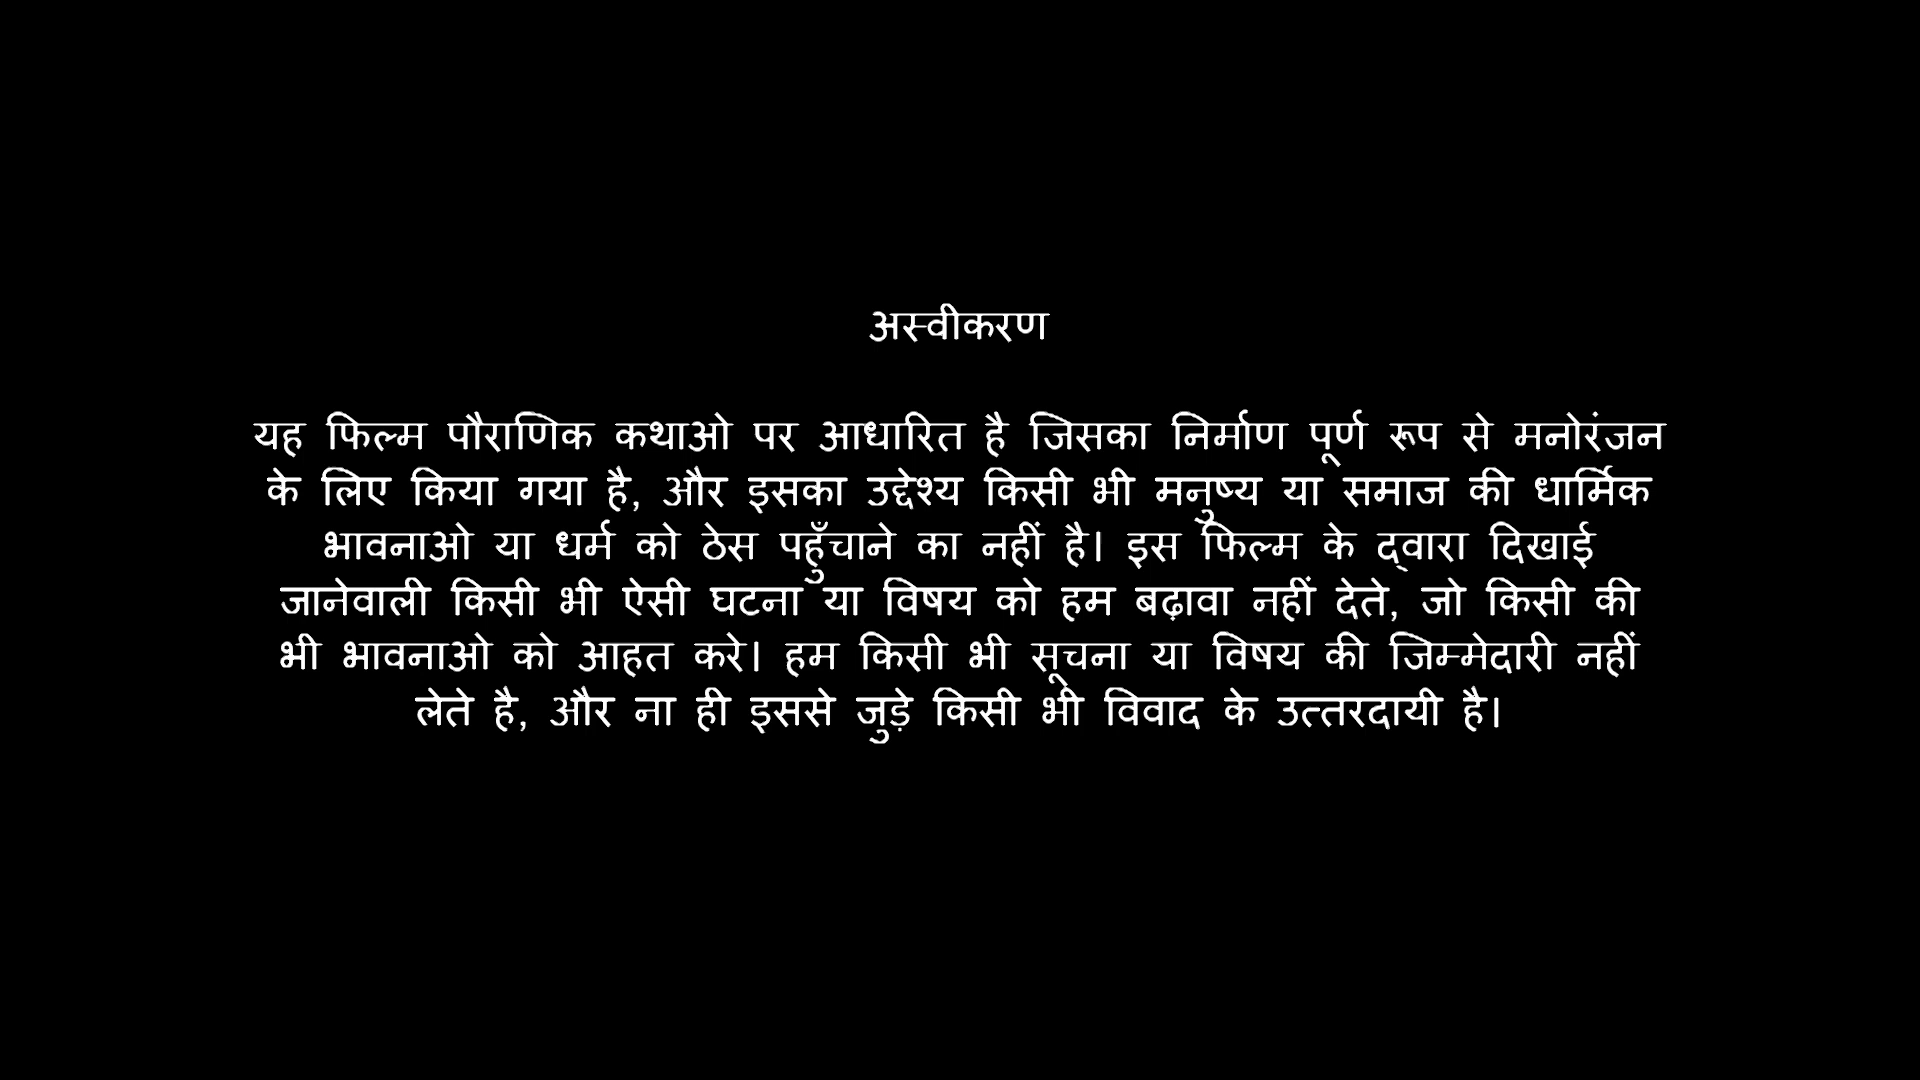 अस्वीकरण
यह फिल्म पौराणिक कथाओ पर आधारित है जिसका निर्माण पूर्ण रूप से मनोरंजन
के लिए किया गया है, और इसका उद्देश्य किसी भी मनुष्य या समाज की धार्मिक
भावनाओ या धर्म को ठेस पहुँचाने का नहीं है। इस फिल्म के द्वारा दिखाई
जानेवाली किसी भी ऐसी घटना या विषय को हम बढ़ावा नहीं देते, जो किसी की
भी भावनाओ को आहत करे। हम किसी भी सूचना या विषय की जिम्मेदारी नहीं
लेते है, और ना ही इससे जुड़े किसी भी विवाद के उत्तरदायी है।